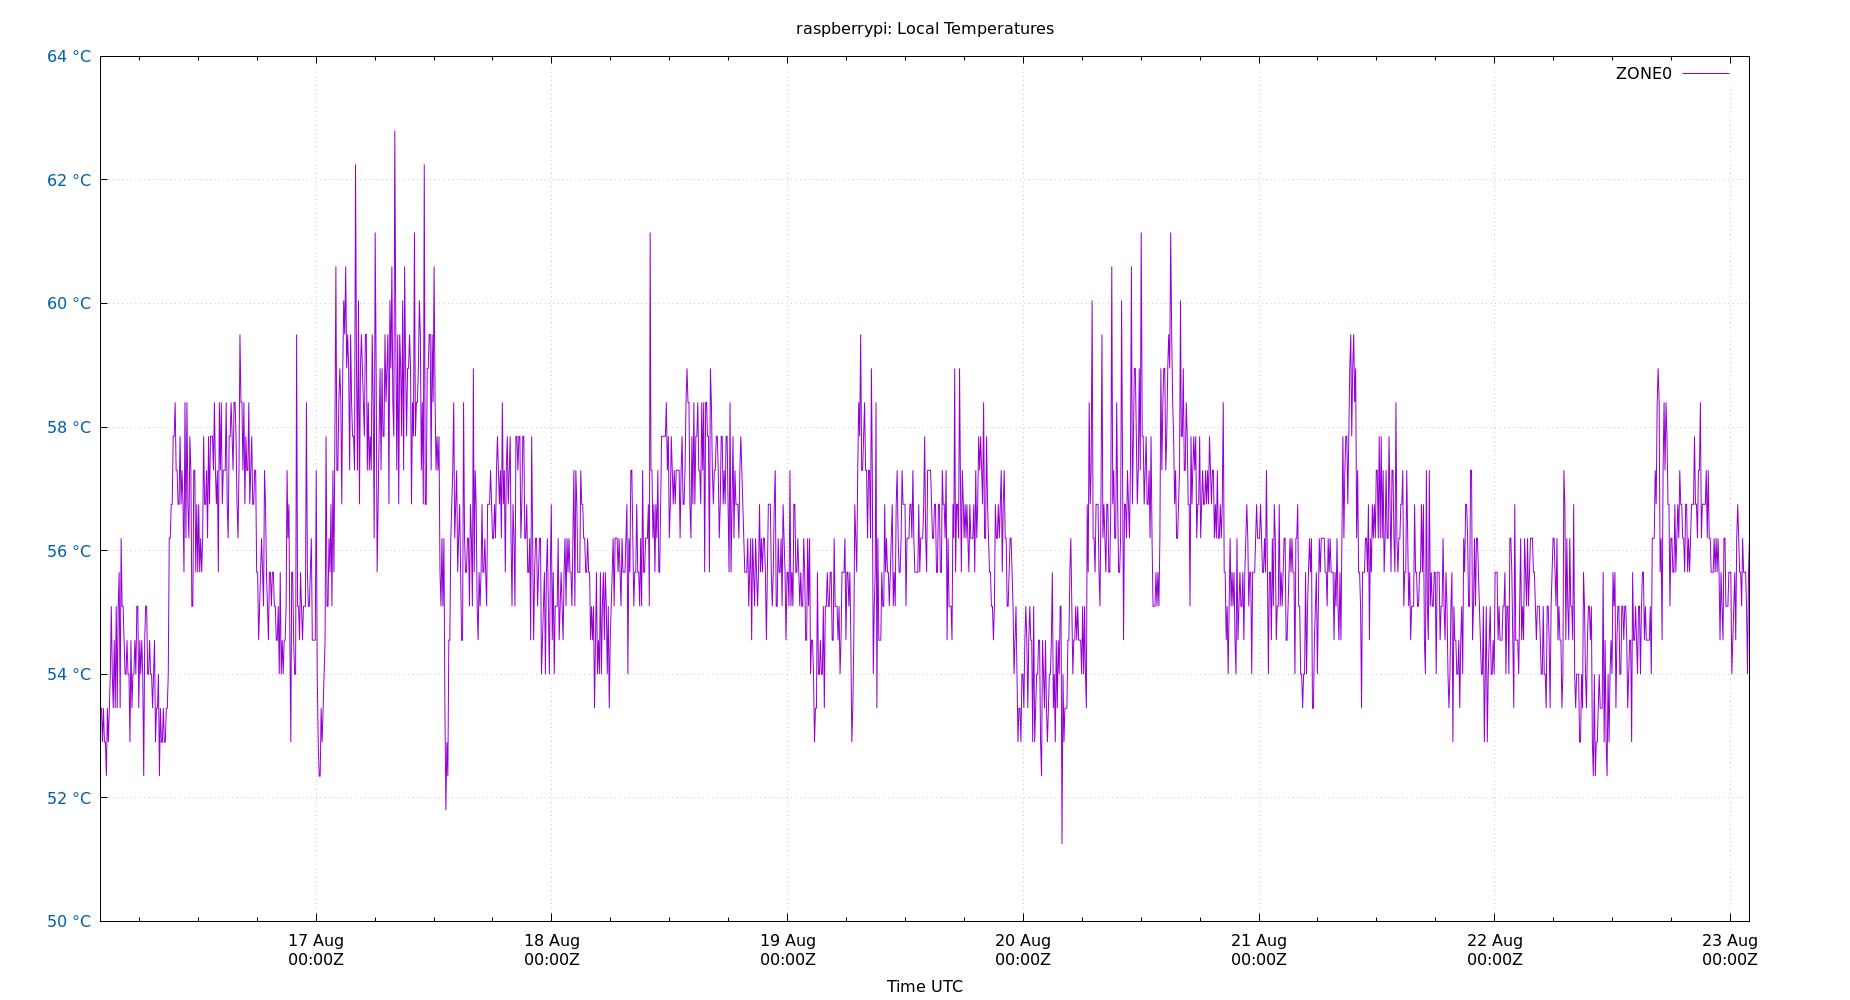 raspberrypi: Local Temperatures
64 °C
ZONE0
62 °C
60 °C
58 °C
56 °C
54 °C
52 °C
50 °C
17 Aug
00:00Z
18 Aug
00:00Z
19 Aug
00:00Z
20 Aug
00:00Z
21 Aug
00:00Z
22 Aug
00:00Z
23 Aug
00:00Z
Time UTC